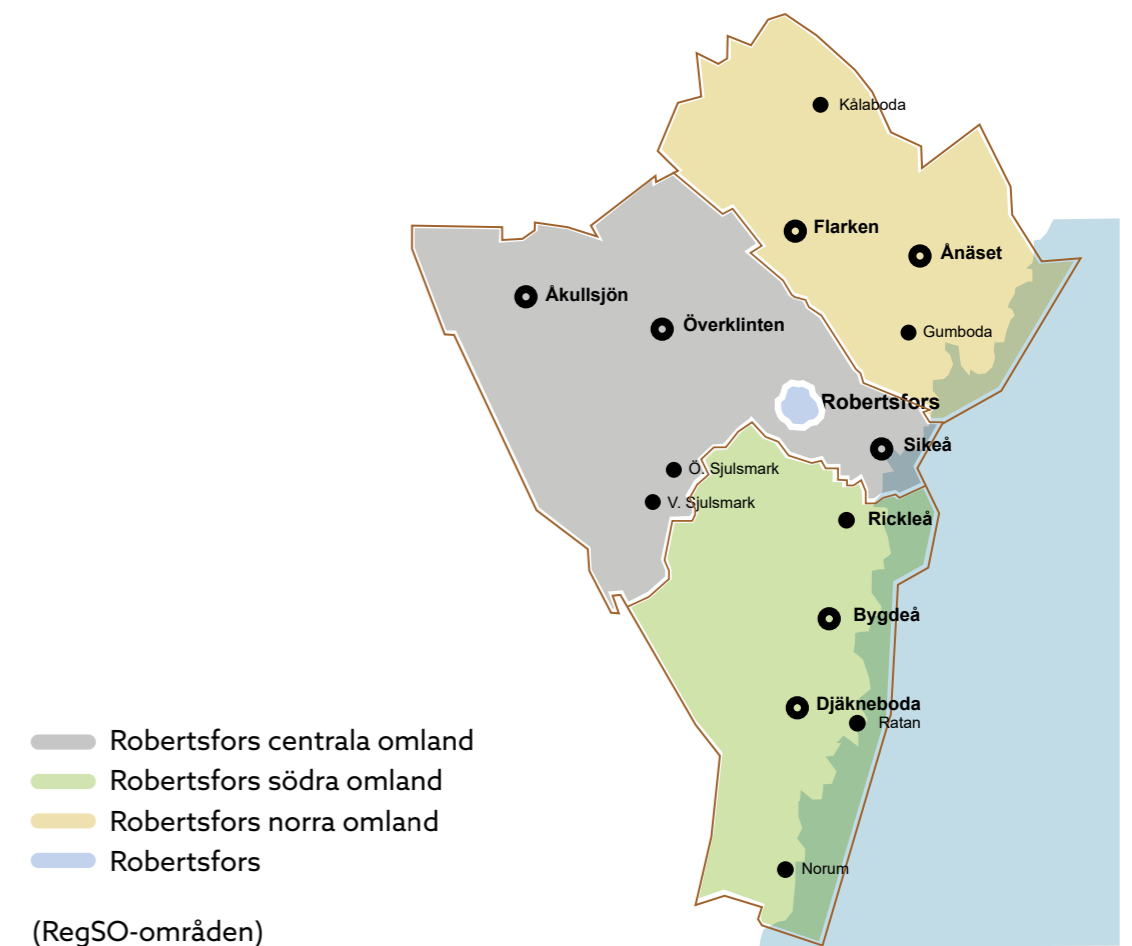 Kålaboda
Flarken
Ånäset
Åkullsjön
Överklinten
Gumboda
Robertsfors
Sikeå
Ö. Sjulsmark
V. Sjulsmark
Rickleå
Bygdeå
Djäkneboda
Ratan
Robertsfors centrala omland
Robertsfors södra omland
Robertsfors norra omland
Robertsfors
Norum
(RegSO-områden)